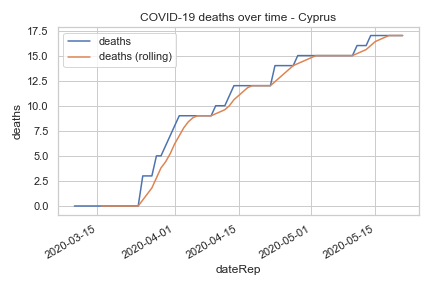 COVID-19 deaths over time - Cyprus
deaths
deaths (rolling)
17.5
15.0
12.5
10.0
7.5
5.0
2.5
0.0
deaths
2020-03-15
2020-04-01
2020-04-15
2020-05-01
2020-05-15
dateRep